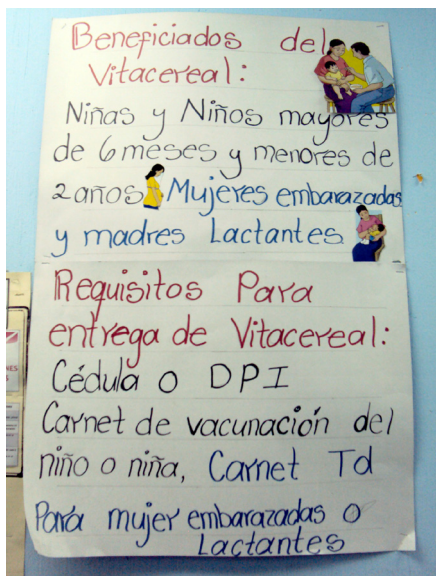 Beneficiados del
Vitacereal:
Niñas y Niños mayores
de 6 meses y menores de
2 años Mujeres embarazadas
y madres Lactantes
Requisitos Para
entrega de Vitacereal:
Cédula o DPI
Carnet de vacunación del
niño o niña, Carnet Td
Para mujer embarazadas o
Lactantes